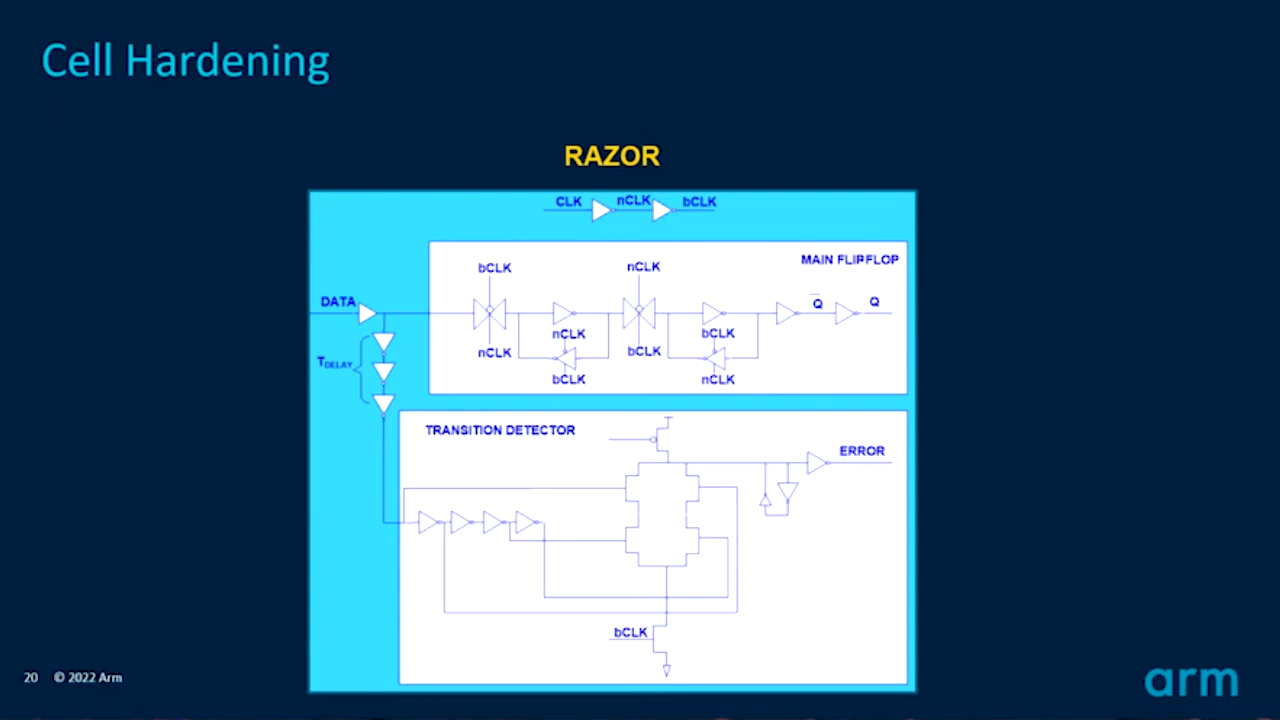 Cell Hardening
RAZOR
CLK nCLK bCLK
MAIN FLIPFLOP
bCLK nCLK
DATA
Q Q
nCLK bCLK
nCLK bCLK
bCLK nCLK
TDELAY
TRANSITION DETECTOR
ERROR
bCLK
20 © 2022 Arm
arm